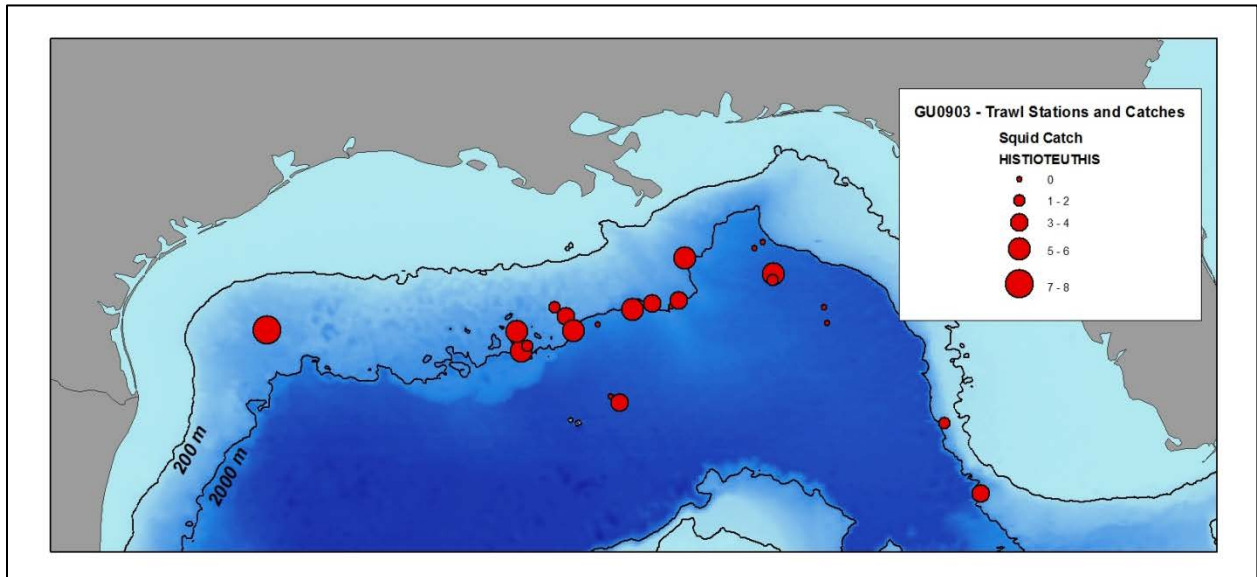 GU0903 - Trawl Stations and Catches
Squid Catch
HISTIOTEUTHIS
0
1 - 2
3 - 4
5 - 6
7 - 8
200 m
2000 m